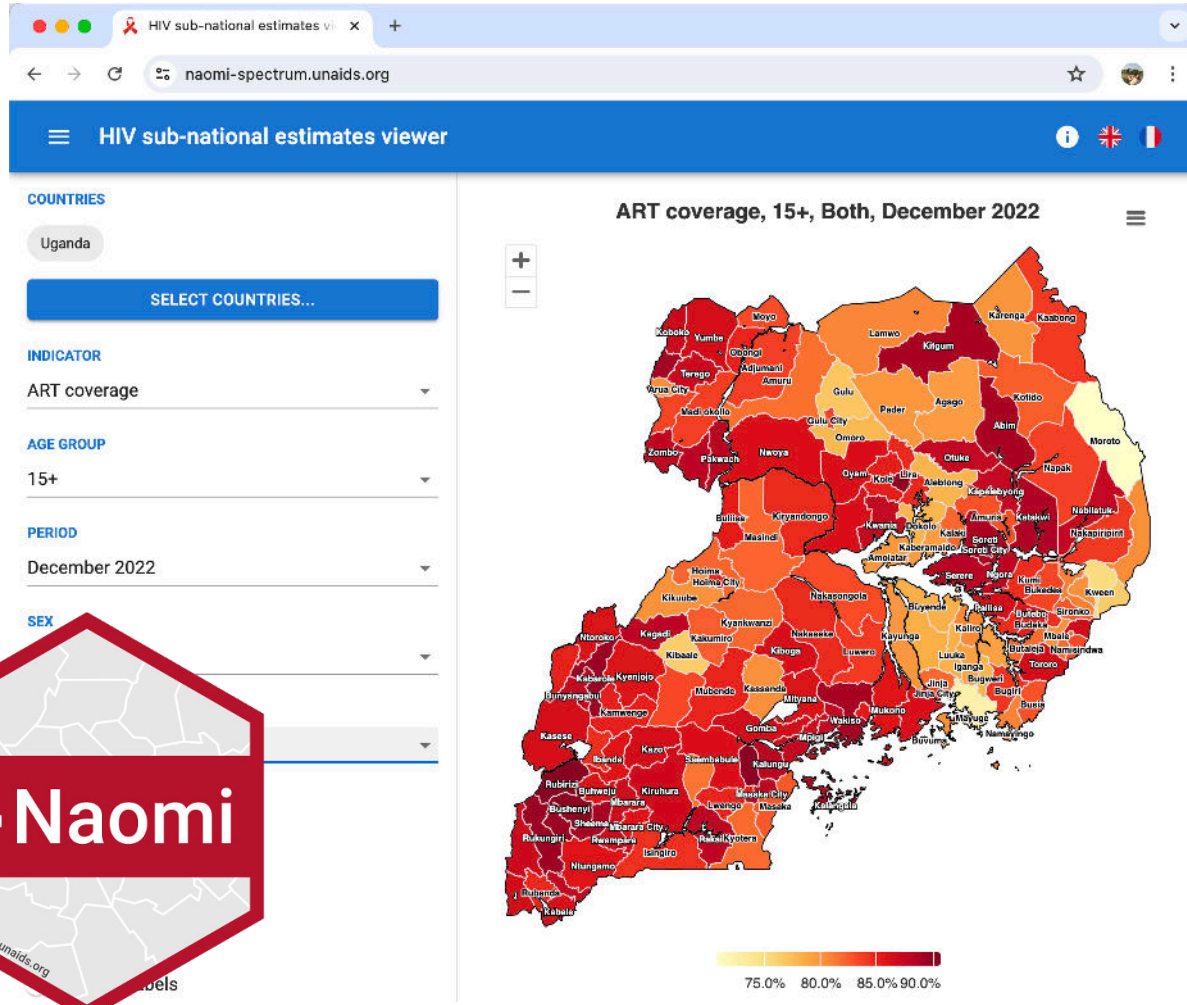 HIV sub-national estimates vi
naomi-spectrum.unaids.org
HIV sub-national estimates viewer
COUNTRIES
Uganda
SELECT COUNTRIES...
INDICATOR
ART coverage
AGE GROUP
15+
PERIOD
December 2022
SEX
Naomi
unaids.org
bels
ART coverage, 15+, Both, December 2022
+
−
Moyo
Koboko
Yumbe
Obongi
Terego
Adjumani
Arua City
Amuru
Madi okollo
Zombo
Pakwach
Nwoya
Lamwo
Kitgum
Karenga
Kaabong
Gulu
Gulu City
Omoro
Pader
Agago
Kotido
Abim
Moroto
Otuke
Napak
Oyam
Kole
Lira
Alebtong
Kapelebyong
Nabilatuk
Nakapiripirit
Buliisa
Kiryandongo
Masindi
Kwania
Dokolo
Amuria
Katakwi
Kalaki
Soroti
Soroti City
Kaberamaido
Amolatar
Serere
Ngora
Kumi
Bukedea
Kween
Hoima
Hoima City
Kikuube
Nakasongola
Buyende
Pallisa
Butebo
Sironko
Budaka
Mbale
Kaliro
Butaleja
Namisindwa
Kyankwanzi
Nakaseke
Kayunga
Ntoroko
Kagadi
Kakumiro
Kibaale
Kiboga
Luwero
Luuka
Iganga
Bugweri
Tororo
Kabarole
Kyenjojo
Bunyangabu
Kamwenge
Mubende
Kassanda
Mityana
Jinja
Jinja City
Bugiri
Busia
Mukono
Mayuge
Namayingo
Buvuma
Wakiso
Mpigi
Gomba
Kasese
Kazo
Ibanda
Ssembabule
Kalungu
Rubirizi
Buhweju
Kiruhura
Mbarara
Masaka City
Masaka
Lwengo
Kalangala
Bushenyi
Sheema
Mbarara City
Rukungiri
Rwampara
Isingiro
Rakai
Kyotera
Ntungamo
Rubanda
Kabale
75.0% 80.0% 85.0% 90.0%